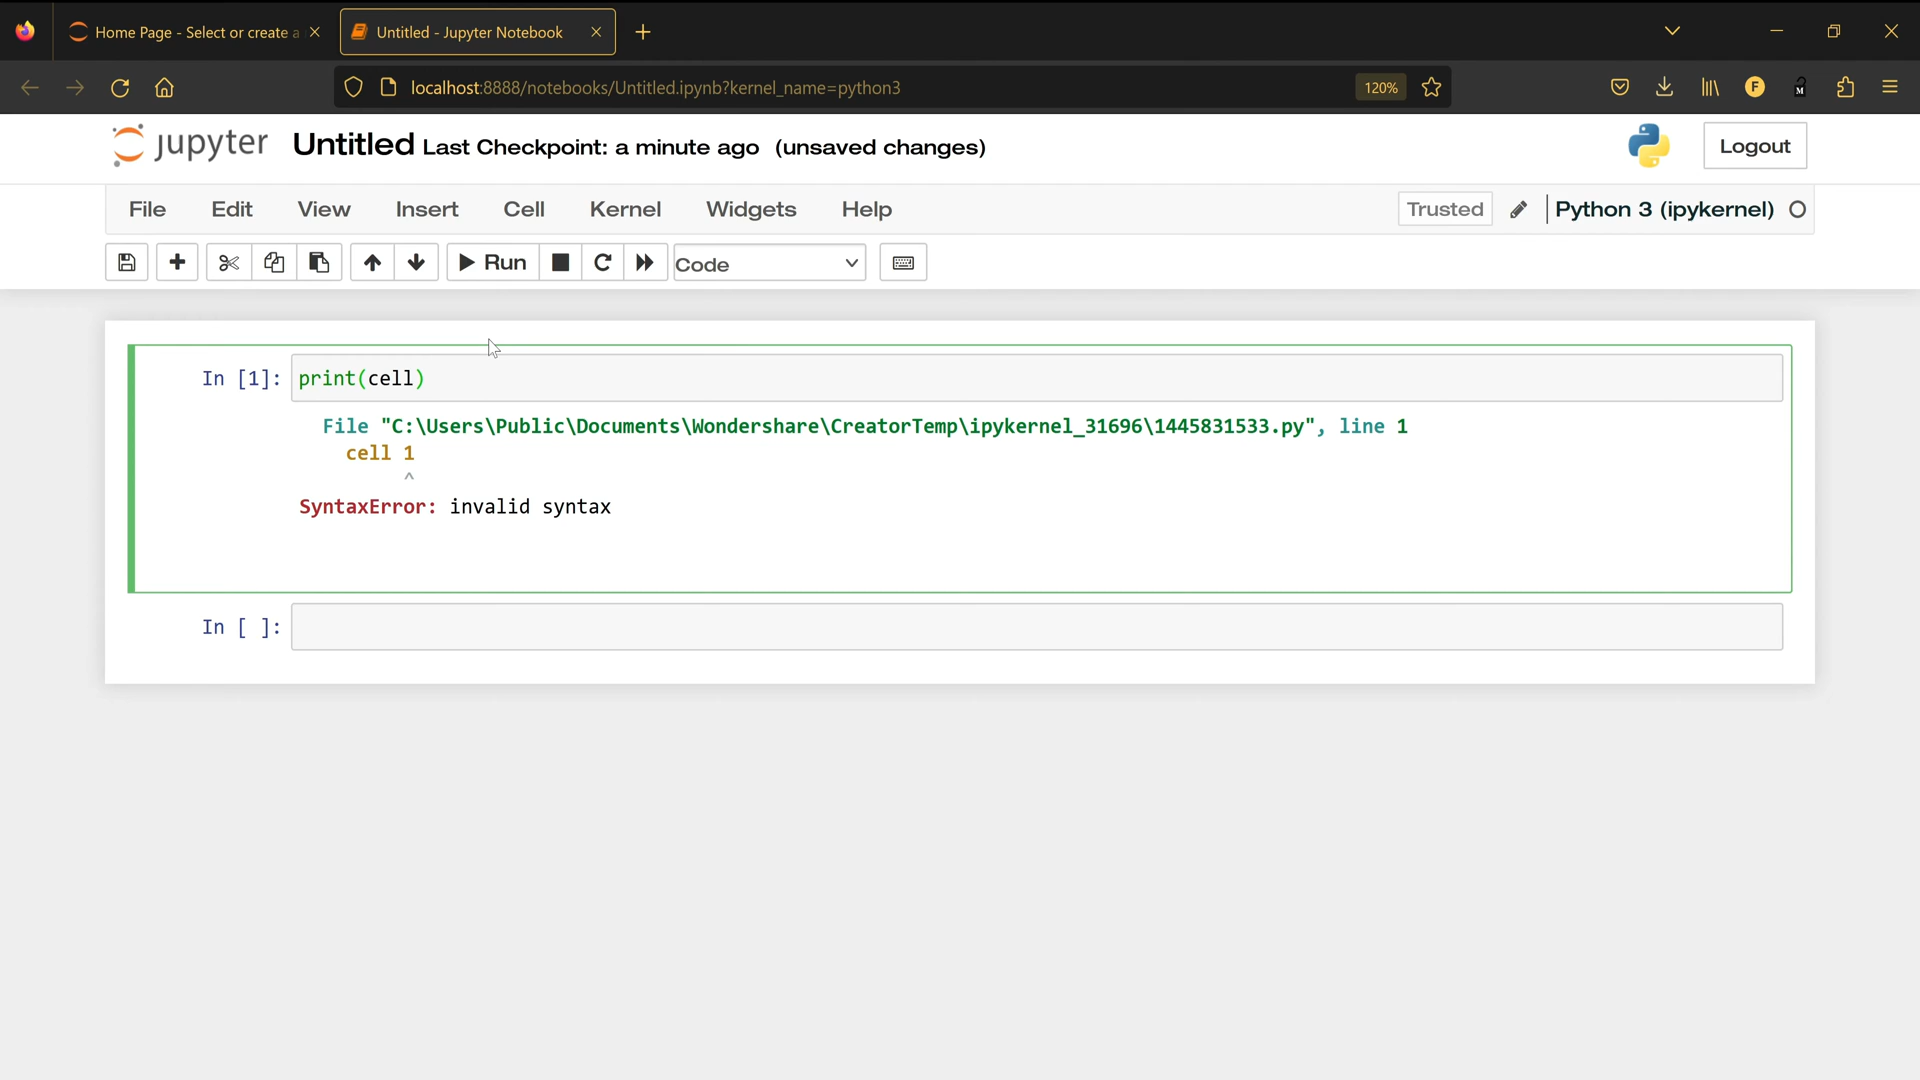 Home Page - Select or create a
Untitled - Jupyter Notebook
localhost:8888/notebooks/Untitled.ipynb?kernel_name=python3
120%
F
M
jupyter
Untitled Last Checkpoint: a minute ago (unsaved changes)
Logout
File Edit View Insert Cell Kernel Widgets Help
Trusted
Python 3 (ipykernel)
Run
Code
In [1]: print(cell)
File "C:\Users\Public\Documents\Wondershare\CreatorTemp\ipykernel_31696\1445831533.py", line 1
cell 1
^
SyntaxError: invalid syntax
In [ ]: